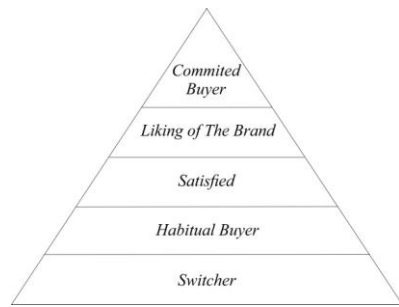 Commited
Buyer
Liking of The Brand
Satisfied
Habitual Buyer
Switcher